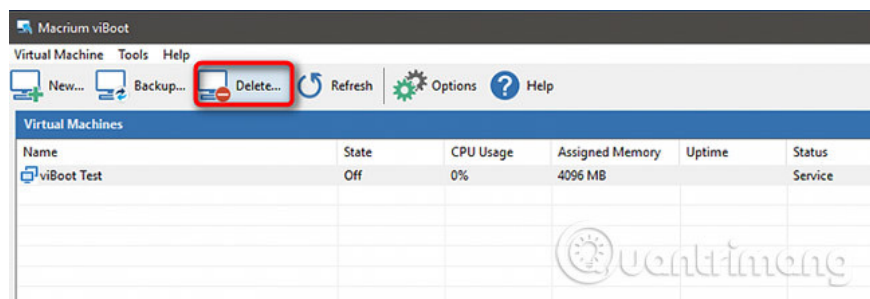 Macrium viBoot
Virtual Machine Tools Help
New... Backup... Delete... Refresh Options Help
Virtual Machines
Name State CPU Usage Assigned Memory Uptime Status
viBoot Test Off 0% 4096 MB Service
Quantrimang